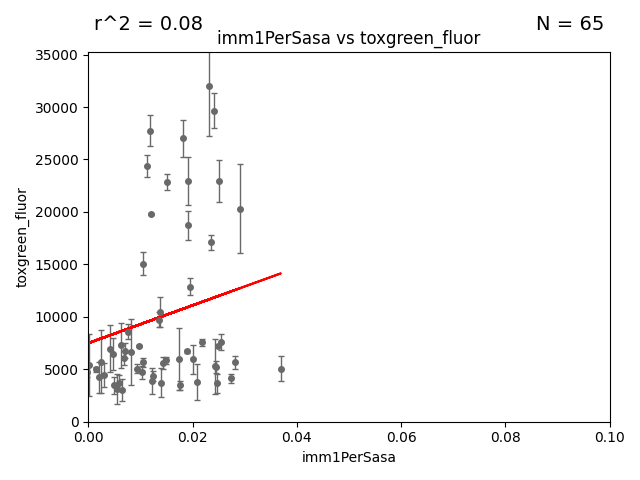 r^2 = 0.08
N = 65
imm1PerSasa vs toxgreen_fluor
35000
30000
25000
20000
15000
10000
5000
0
toxgreen_fluor
0.00
0.02
0.04
0.06
0.08
0.10
imm1PerSasa